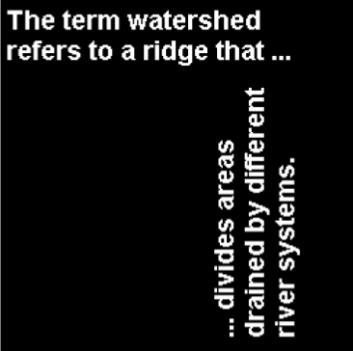 The term watershed
refers to a ridge that ...
... divides areas
drained by different
river systems.